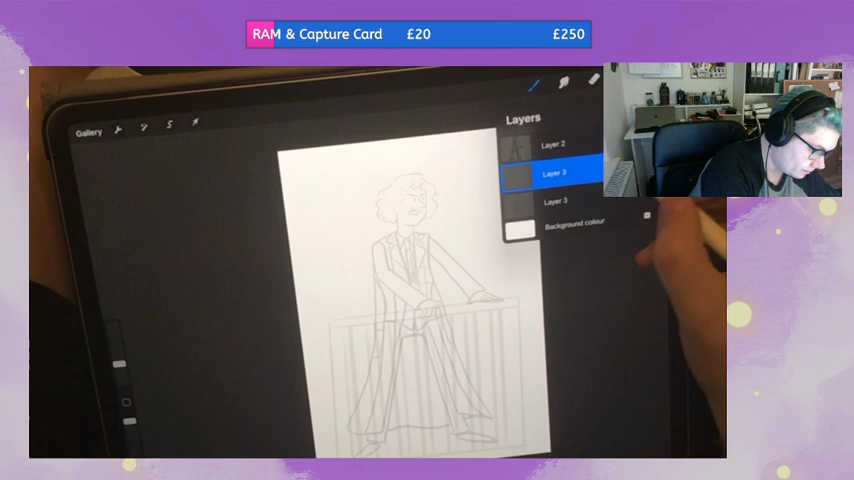 RAM & Capture Card £20 £250
Gallery
Layers
Layer 2
Layer 3
Layer 3
Background colour